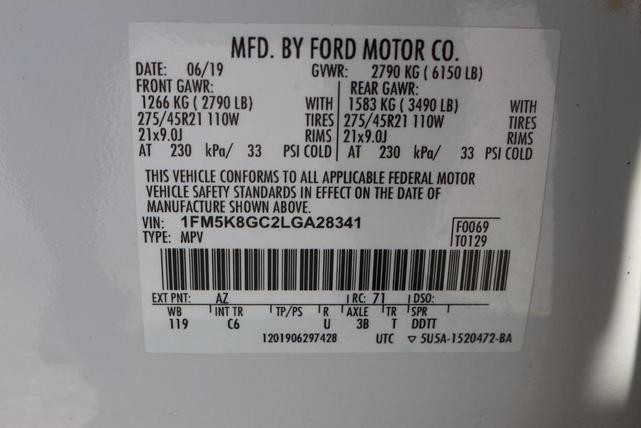 MFD. BY FORD MOTOR CO.
DATE: 06/19 GVWR: 2790 KG ( 6150 LB)
FRONT GAWR: REAR GAWR:
1266 KG ( 2790 LB) WITH 1583 KG ( 3490 LB) WITH
275/45R21 110W TIRES 275/45R21 110W TIRES
21x9.0J RIMS 21x9.0J RIMS
AT 230 kPa/ 33 PSI COLD AT 230 kPa/ 33 PSI COLD
THIS VEHICLE CONFORMS TO ALL APPLICABLE FEDERAL MOTOR
VEHICLE SAFETY STANDARDS IN EFFECT ON THE DATE OF
MANUFACTURE SHOWN ABOVE.
VIN: 1FM5K8GC2LGA28341 F0069
TYPE: MPV T0129
EXT PNT: AZ RC: 71 DSO:
WB INT TR TP/PS R AXLE TR SPR
119 C6 U 3B T DDTT
1201906297428 UTC ▽ 5U5A-1520472-BA